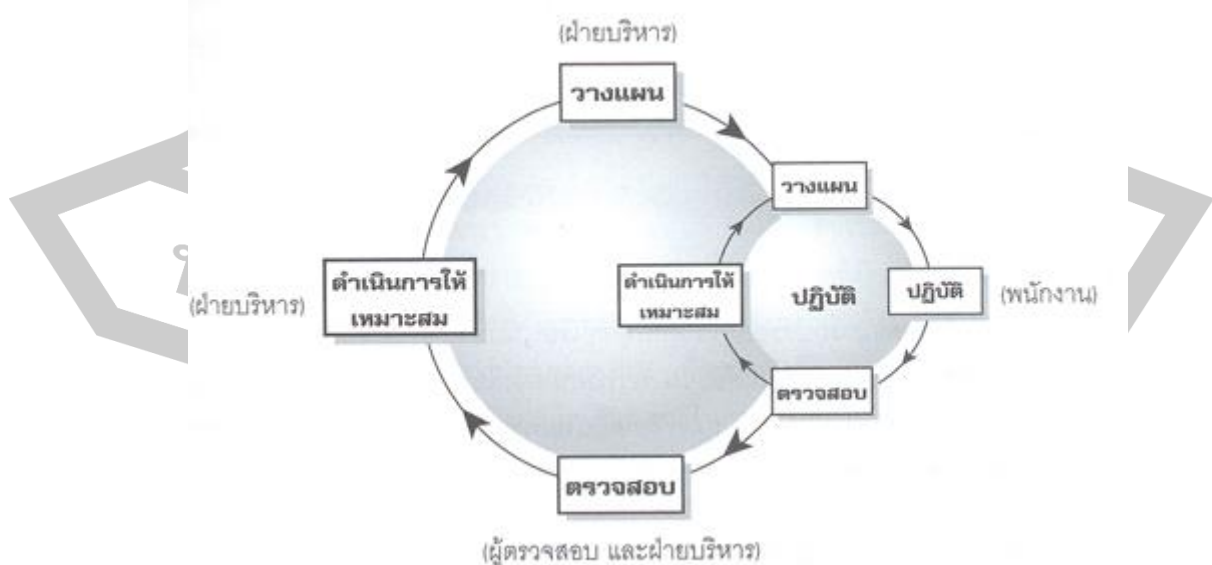 (ฝ่ายบริหาร)
วางแผน
วางแผน
ดำเนินการให้
เหมาะสม
(ฝ่ายบริหาร)
ดำเนินการให้
เหมาะสม
ปฏิบัติ
ปฏิบัติ
(พนักงาน)
ตรวจสอบ
ตรวจสอบ
(ผู้ตรวจสอบ และฝ่ายบริหาร)